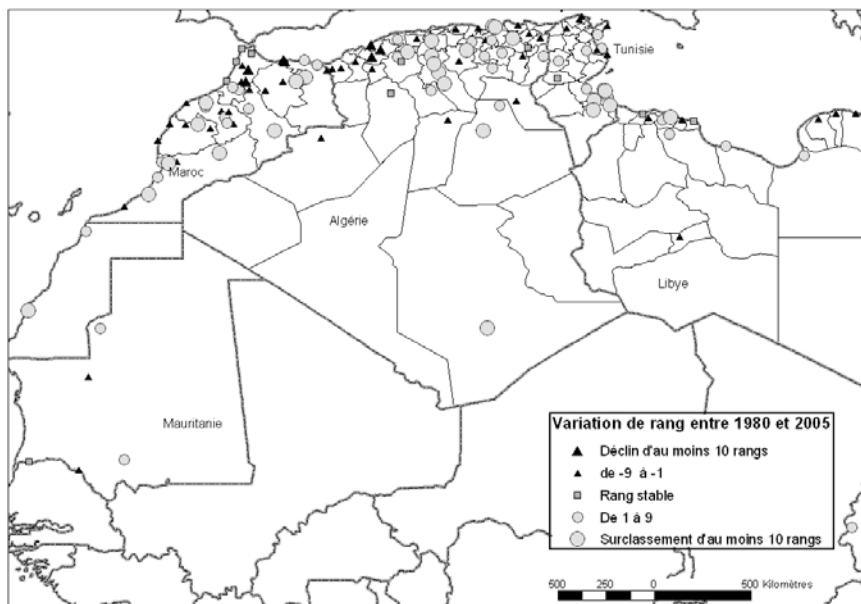 Tunisie
Maroc
Algérie
Libye
Mauritanie
Variation de rang entre 1980 et 2005
Déclin d'au moins 10 rangs
de -9 à -1
Rang stable
De 1 à 9
Surclassement d'au moins 10 rangs
500 250 0 500 Kilomètres